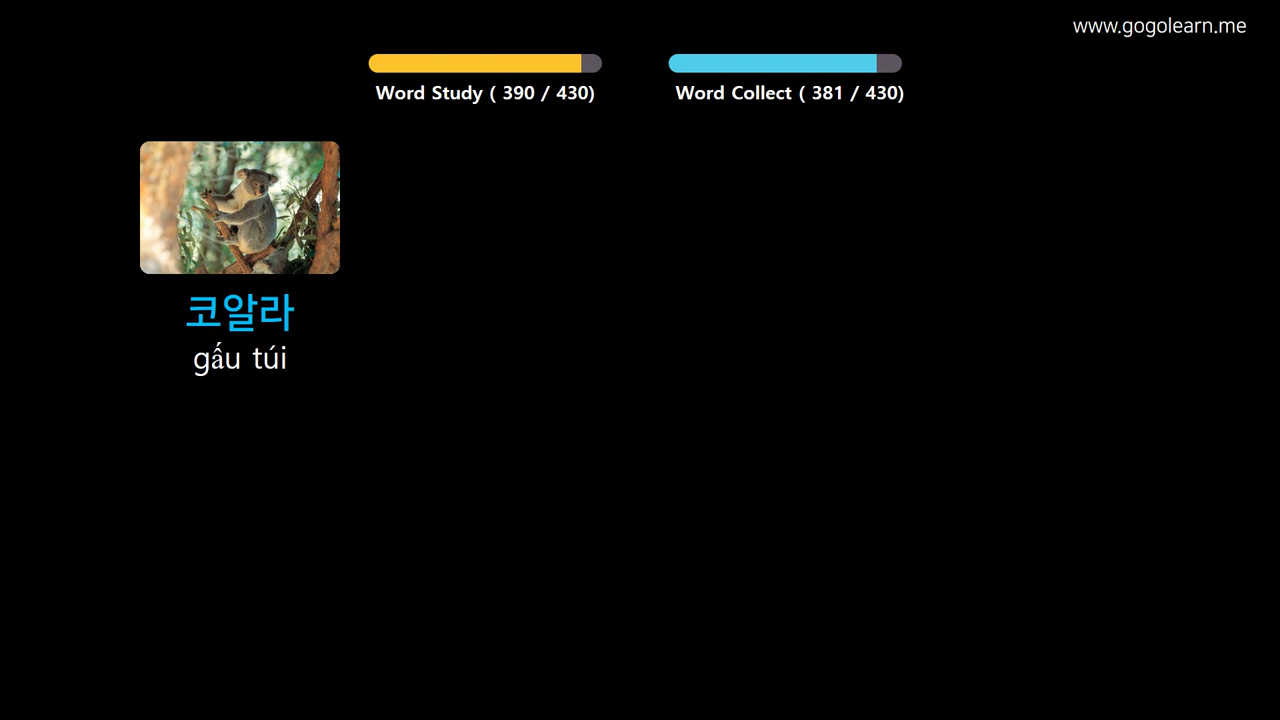 www.gogolearn.me
Word Study ( 390 / 430)
Word Collect ( 381 / 430)
코알라
gấu túi